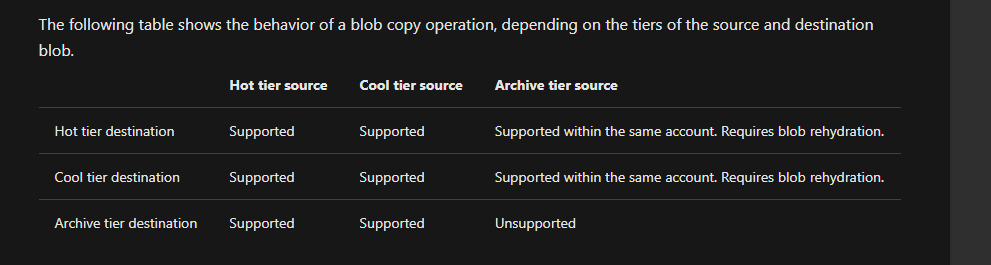 The following table shows the behavior of a blob copy operation, depending on the tiers of the source and destination
blob.
Hot tier source Cool tier source Archive tier source
Hot tier destination Supported Supported Supported within the same account. Requires blob rehydration.
Cool tier destination Supported Supported Supported within the same account. Requires blob rehydration.
Archive tier destination Supported Supported Unsupported